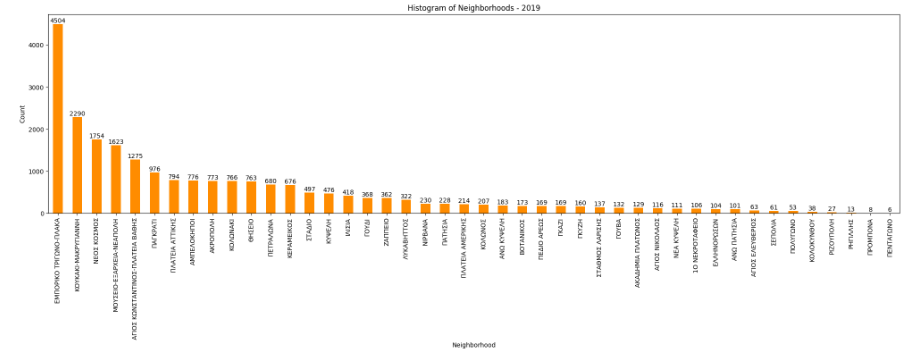 Histogram of Neighborhoods - 2019
Count
4000
3000
2000
1000
0
4504
2290
1754
1623
1275
976
794
776
773
766
763
680
676
497
476
418
368
362
322
230
228
214
207
183
173
169
169
160
137
132
129
116
111
106
104
101
63
61
53
38
27
13
8
6
ΕΜΠΟΡΙΚΟ ΤΡΙΓΩΝΟ-ΠΛΑΚΑ
ΚΟΥΚΑΚΙ-ΜΑΚΡΥΓΙΑΝΝΗ
ΝΕΟΣ ΚΟΣΜΟΣ
ΜΟΥΣΕΙΟ-ΕΞΑΡΧΕΙΑ-ΝΕΑΠΟΛΗ
ΑΓΙΟΣ ΚΩΝΣΤΑΝΤΙΝΟΣ-ΠΛΑΤΕΙΑ ΒΑΘΗΣ
ΠΑΓΚΡΑΤΙ
ΠΛΑΤΕΙΑ ΑΤΤΙΚΗΣ
ΑΜΠΕΛΟΚΗΠΟΙ
ΑΚΡΟΠΟΛΗ
ΚΟΛΩΝΑΚΙ
ΘΗΣΕΙΟ
ΠΕΤΡΑΛΩΝΑ
ΚΕΡΑΜΕΙΚΟΣ
ΣΤΑΔΙΟ
ΚΥΨΕΛΗ
ΙΛΙΣΙΑ
ΓΟΥΔΙ
ΖΑΠΠΕΙΟ
ΛΥΚΑΒΗΤΤΟΣ
ΝΙΡΒΑΝΑ
ΠΑΤΗΣΙΑ
ΠΛΑΤΕΙΑ ΑΜΕΡΙΚΗΣ
ΚΟΛΩΝΟΣ
ΑΝΩ ΚΥΨΕΛΗ
ΒΟΤΑΝΙΚΟΣ
ΠΕΔΙΟ ΑΡΕΩΣ
ΓΚΑΖΙ
ΓΚΥΖΗ
ΣΤΑΘΜΟΣ ΛΑΡΙΣΗΣ
ΓΟΥΒΑ
ΑΚΑΔΗΜΙΑ ΠΛΑΤΩΝΟΣ
ΑΓΙΟΣ ΝΙΚΟΛΑΟΣ
ΝΕΑ ΚΥΨΕΛΗ
1Ο ΝΕΚΡΟΤΑΦΕΙΟ
ΕΛΛΗΝΟΡΩΣΩΝ
ΑΝΩ ΠΑΤΗΣΙΑ
ΑΓΙΟΣ ΕΛΕΥΘΕΡΙΟΣ
ΣΕΠΟΛΙΑ
ΠΟΛΥΓΩΝΟ
ΚΟΛΟΚΥΝΘΟΥ
ΡΙΖΟΥΠΟΛΗ
ΡΗΓΙΛΛΗΣ
ΠΡΟΜΠΟΝΑ
ΠΕΝΤΑΓΩΝΟ
Neighborhood